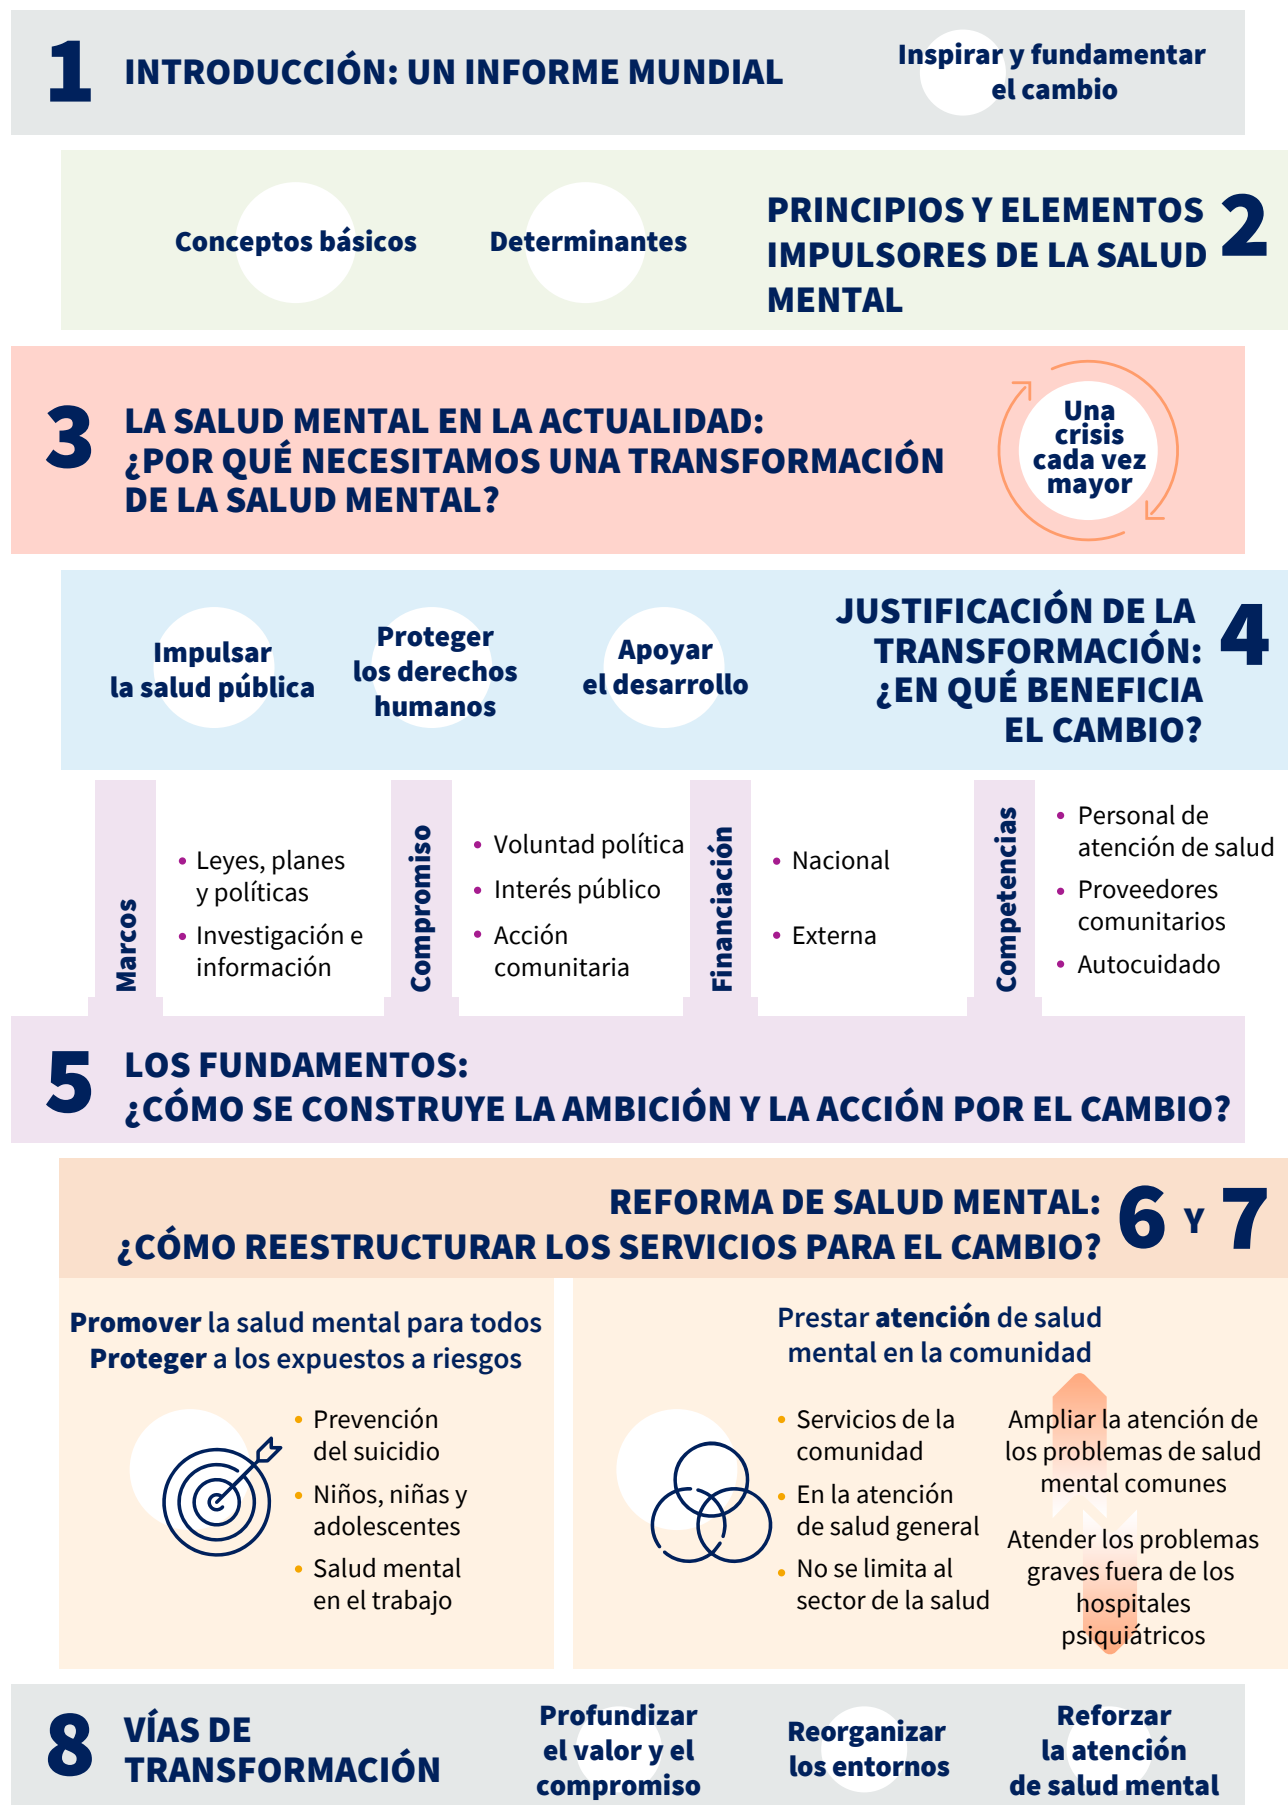 1
INTRODUCCIÓN: UN INFORME MUNDIAL
Inspirar y fundamentar
el cambio
Conceptos básicos
Determinantes
PRINCIPIOS Y ELEMENTOS
IMPULSORES DE LA SALUD
MENTAL
2
3
LA SALUD MENTAL EN LA ACTUALIDAD:
¿POR QUÉ NECESITAMOS UNA TRANSFORMACIÓN
DE LA SALUD MENTAL?
Una
crisis
cada vez
mayor
Impulsar
la salud pública
Proteger
los derechos
humanos
Apoyar
el desarrollo
JUSTIFICACIÓN DE LA
TRANSFORMACIÓN:
¿EN QUÉ BENEFICIA
EL CAMBIO?
4
Marcos
• Leyes, planes
y políticas
• Investigación e
información
Compromiso
• Voluntad política
• Interés público
• Acción
comunitaria
Financiación
• Nacional
• Externa
Competencias
• Personal de
atención de salud
• Proveedores
comunitarios
• Autocuidado
5
LOS FUNDAMENTOS:
¿CÓMO SE CONSTRUYE LA AMBICIÓN Y LA ACCIÓN POR EL CAMBIO?
REFORMA DE SALUD MENTAL:
¿CÓMO REESTRUCTURAR LOS SERVICIOS PARA EL CAMBIO?
6 Y 7
Promover la salud mental para todos
Proteger a los expuestos a riesgos
• Prevención
del suicidio
• Niños, niñas y
adolescentes
• Salud mental
en el trabajo
Prestar atención de salud
mental en la comunidad
• Servicios de la
comunidad
• En la atención
de salud general
• No se limita al
sector de la salud
Ampliar la atención de
los problemas de salud
mental comunes
Atender los problemas
graves fuera de los
hospitales
psiquiátricos
8
VÍAS DE
TRANSFORMACIÓN
Profundizar
el valor y el
compromiso
Reorganizar
los entornos
Reforzar
la atención
de salud mental